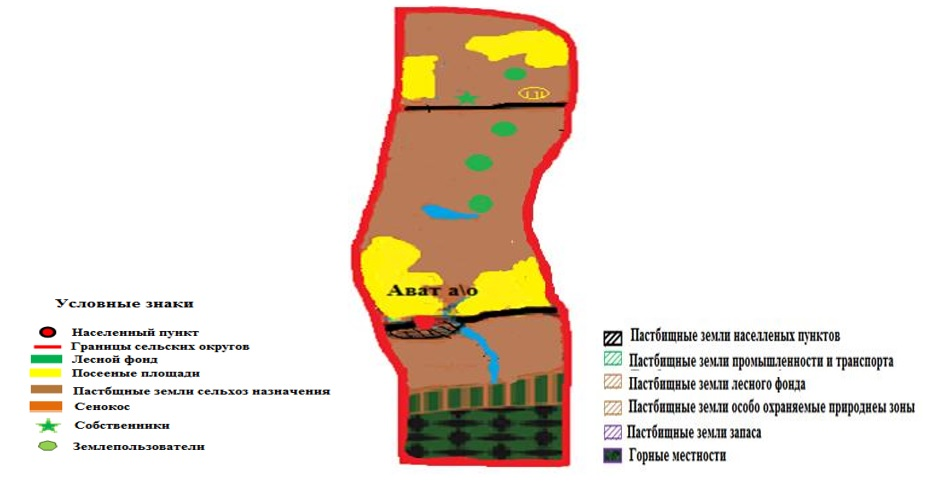 Ават а\о
Условные знаки
Населенный пункт
Границы сельских округов
Лесной фонд
Посееные площади
Пастбщные земли сельхоз назначения
Сенокос
Собственники
Землепользователи
Пастбищные земли населленых пунктов
Пастбищные земли промышленности и транспорта
Пастбищные земли лесного фонда
Пастбищные земли особо охраняемые природнеы зоны
Пастбищные земли запаса
Горные местности